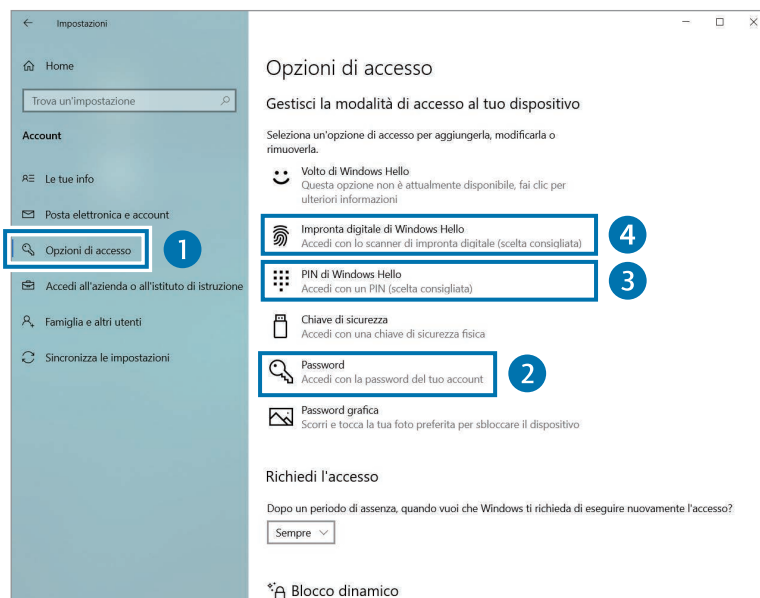 Impostazioni
Home
Trova un'impostazione
Account
Le tue info
Posta elettronica e account
Opzioni di accesso
1
Accedi all'azienda o all'istituto di istruzione
Famiglia e altri utenti
Sincronizza le impostazioni
Opzioni di accesso
Gestisci la modalità di accesso al tuo dispositivo
Seleziona un'opzione di accesso per aggiungerla, modificarla o
rimuoverla.
Volto di Windows Hello
Questa opzione non è attualmente disponibile, fai clic per
ulteriori informazioni
Impronta digitale di Windows Hello
Accedi con lo scanner di impronta digitale (scelta consigliata)
4
PIN di Windows Hello
Accedi con un PIN (scelta consigliata)
3
Chiave di sicurezza
Accedi con una chiave di sicurezza fisica
Password
Accedi con la password del tuo account
2
Password grafica
Scorri e tocca la tua foto preferita per sbloccare il dispositivo
Richiedi l'accesso
Dopo un periodo di assenza, quando vuoi che Windows ti richieda di eseguire nuovamente l'accesso?
Sempre
Blocco dinamico